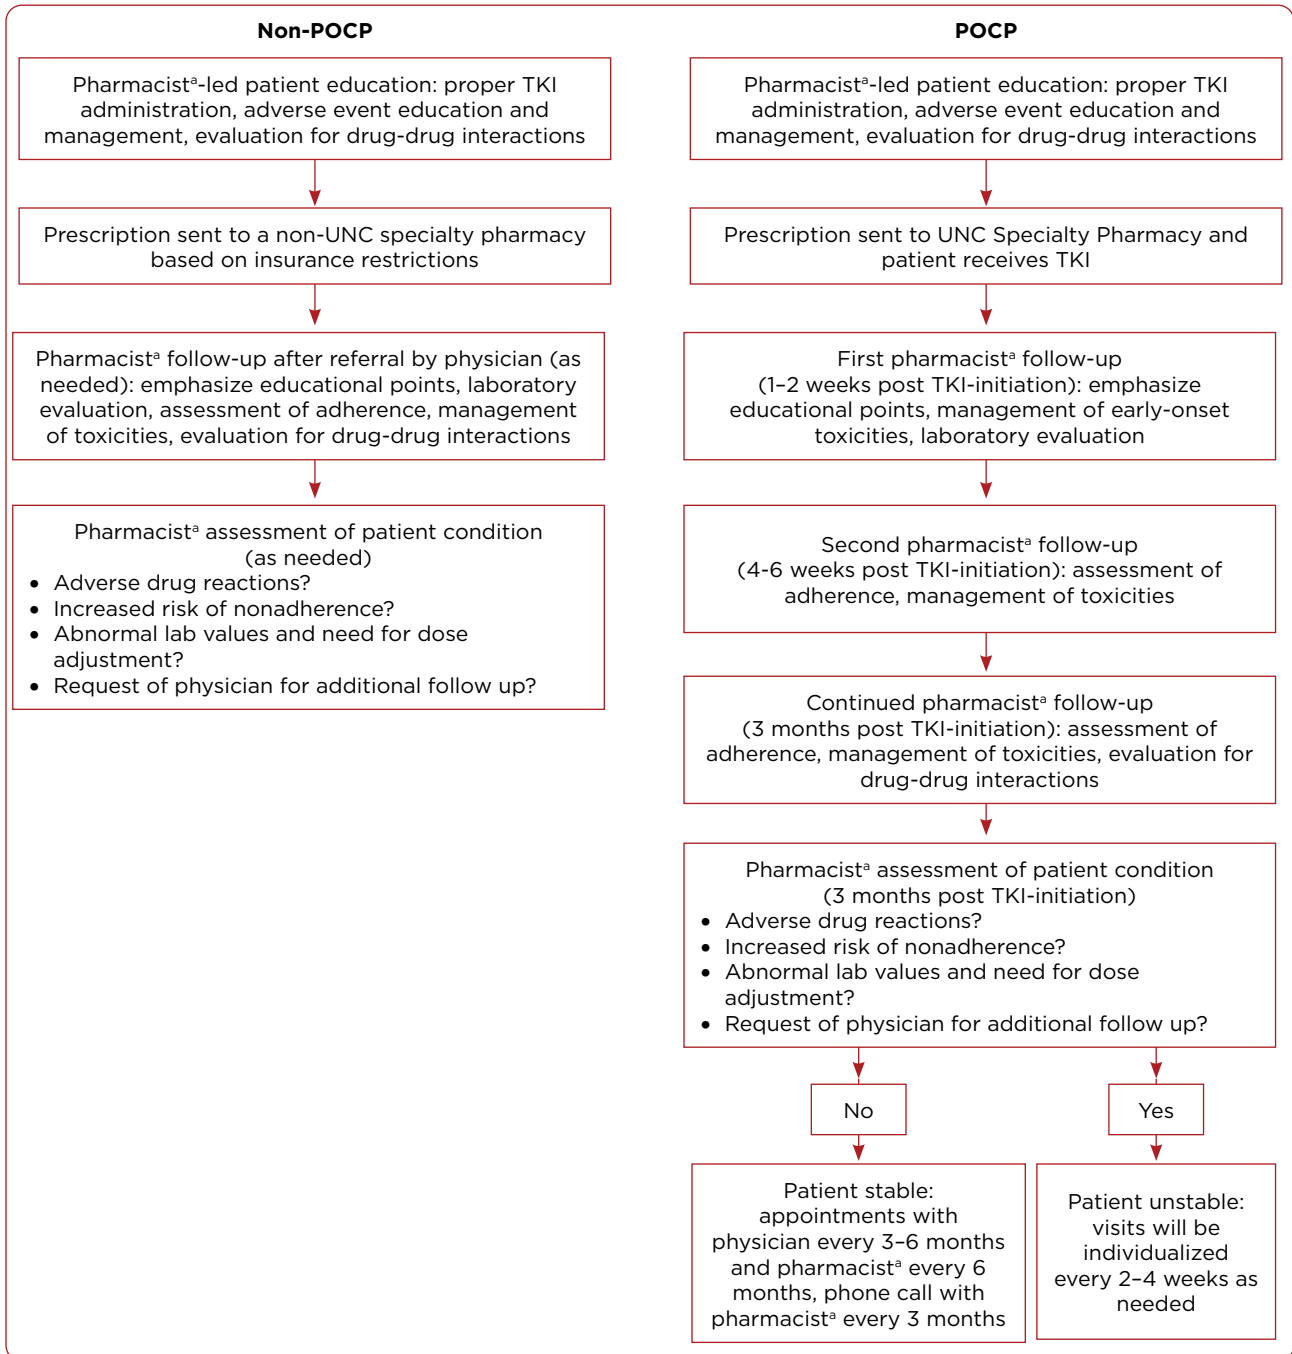 Non-POCP
Pharmacistᵃ-led patient education: proper TKI
administration, adverse event education and
management, evaluation for drug-drug interactions
Prescription sent to a non-UNC specialty pharmacy
based on insurance restrictions
Pharmacistᵃ follow-up after referral by physician (as
needed): emphasize educational points, laboratory
evaluation, assessment of adherence, management
of toxicities, evaluation for drug-drug interactions
Pharmacistᵃ assessment of patient condition
(as needed)
• Adverse drug reactions?
• Increased risk of nonadherence?
• Abnormal lab values and need for dose
adjustment?
• Request of physician for additional follow up?
POCP
Pharmacistᵃ-led patient education: proper TKI
administration, adverse event education and
management, evaluation for drug-drug interactions
Prescription sent to UNC Specialty Pharmacy and
patient receives TKI
First pharmacistᵃ follow-up
(1–2 weeks post TKI-initiation): emphasize
educational points, management of early-onset
toxicities, laboratory evaluation
Second pharmacistᵃ follow-up
(4-6 weeks post TKI-initiation): assessment of
adherence, management of toxicities
Continued pharmacistᵃ follow-up
(3 months post TKI-initiation): assessment of
adherence, management of toxicities, evaluation for
drug-drug interactions
Pharmacistᵃ assessment of patient condition
(3 months post TKI-initiation)
• Adverse drug reactions?
• Increased risk of nonadherence?
• Abnormal lab values and need for dose
adjustment?
• Request of physician for additional follow up?
No
Patient stable:
appointments with
physician every 3–6 months
and pharmacistᵃ every 6
months, phone call with
pharmacistᵃ every 3 months
Yes
Patient unstable:
visits will be
individualized
every 2–4 weeks as
needed